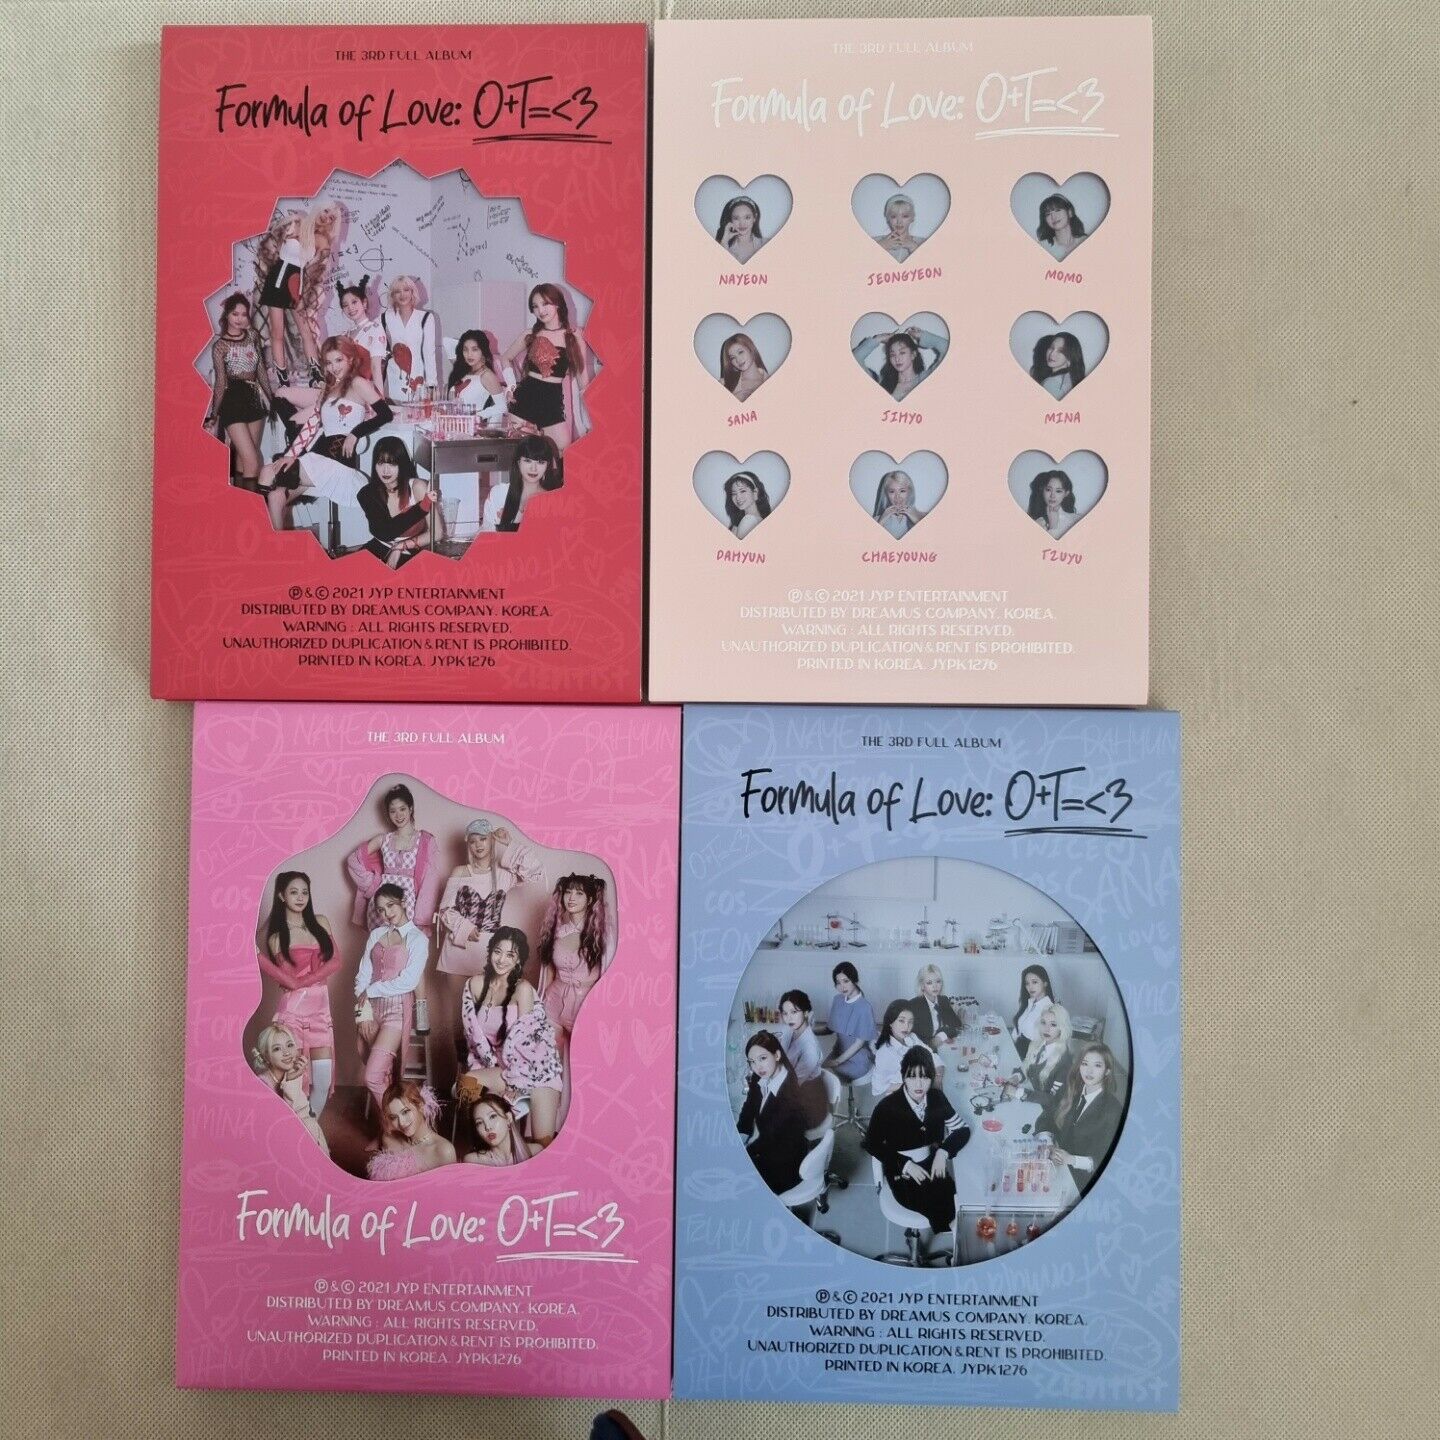 THE 3RD FULL ALBUM
Formula of Love: O+T=<3
Ⓟ & Ⓒ 2021 JYP ENTERTAINMENT
DISTRIBUTED BY DREAMUS COMPANY. KOREA.
WARNING : ALL RIGHTS RESERVED.
UNAUTHORIZED DUPLICATION & RENT IS PROHIBITED.
PRINTED IN KOREA. JYPK1276
THE 3RD FULL ALBUM
Formula of Love: O+T=<3
NAYEON JEONGYEON MOMO
SANA JIHYO MINA
DAHYUN CHAEYOUNG TZUYU
Ⓟ & Ⓒ 2021 JYP ENTERTAINMENT
DISTRIBUTED BY DREAMUS COMPANY. KOREA.
WARNING : ALL RIGHTS RESERVED.
UNAUTHORIZED DUPLICATION & RENT IS PROHIBITED.
PRINTED IN KOREA. JYPK1276
THE 3RD FULL ALBUM
Formula of Love: O+T=<3
Ⓟ & Ⓒ 2021 JYP ENTERTAINMENT
DISTRIBUTED BY DREAMUS COMPANY. KOREA.
WARNING : ALL RIGHTS RESERVED.
UNAUTHORIZED DUPLICATION & RENT IS PROHIBITED.
PRINTED IN KOREA. JYPK1276
THE 3RD FULL ALBUM
Formula of Love: O+T=<3
Ⓟ & Ⓒ 2021 JYP ENTERTAINMENT
DISTRIBUTED BY DREAMUS COMPANY. KOREA.
WARNING : ALL RIGHTS RESERVED.
UNAUTHORIZED DUPLICATION & RENT IS PROHIBITED.
PRINTED IN KOREA. JYPK1276